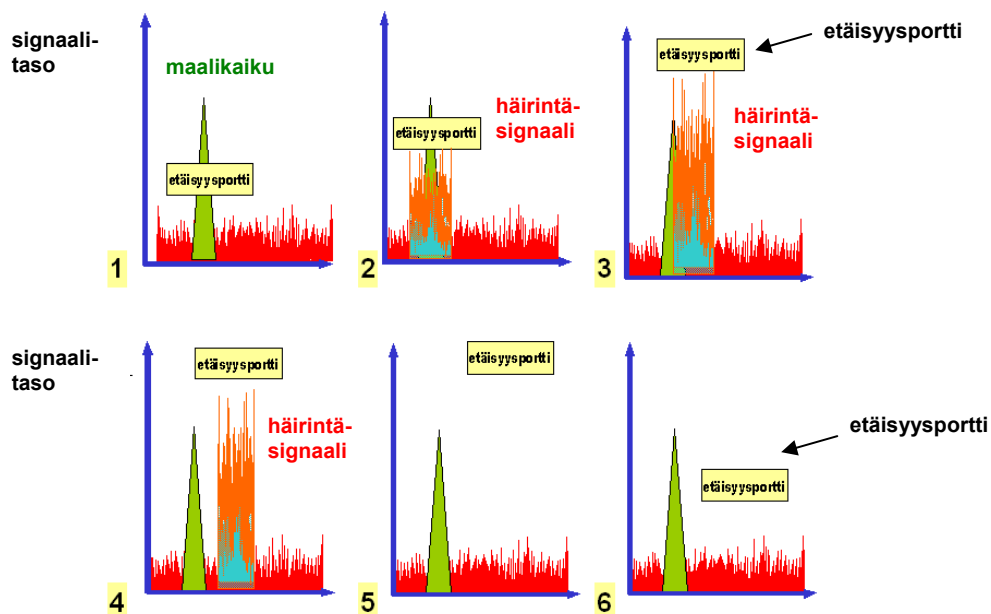 signaali-
taso
maalikaiku
etäisyysportti
1
etäisyysportti
häirintä-
signaali
2
etäisyysportti
etäisyysportti
häirintä-
signaali
3
signaali-
taso
etäisyysportti
häirintä-
signaali
4
etäisyysportti
5
etäisyysportti
etäisyysportti
6